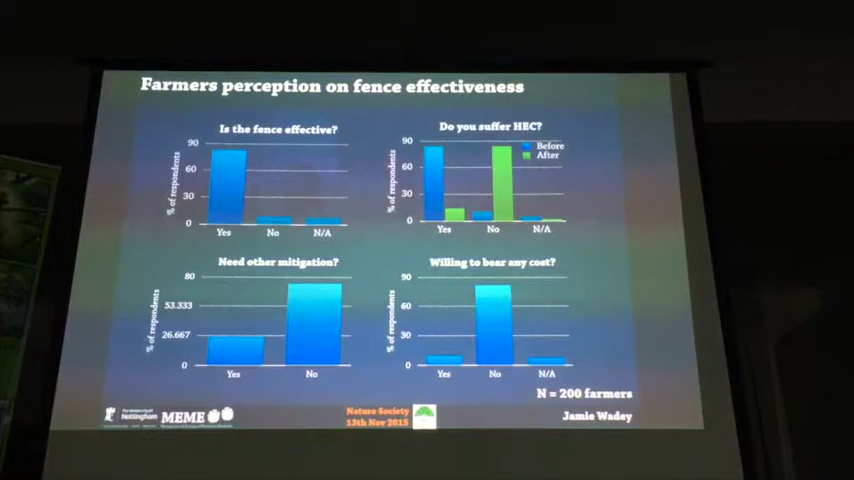 Farmers perception on fence effectiveness
Is the fence effective?
90
60
30
0
% of respondents
Yes No N/A
Do you suffer HEC?
90
60
30
0
% of respondents
Before
After
Yes No N/A
Need other mitigation?
80
53.333
26.667
0
% of respondents
Yes No
Willing to bear any cost?
90
60
30
0
% of respondents
Yes No N/A
N = 200 farmers
Nottingham
MEME
Nature Society
13th Nov 2015
Jamie Wadey